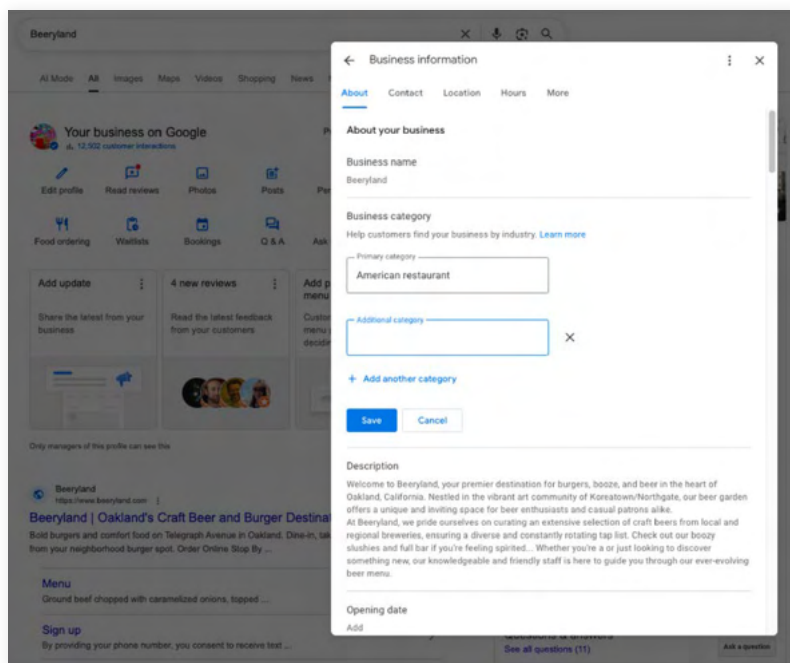 Beeryland
AI Mode All Images Maps Videos Shopping News
Your business on Google
12,502 customer interactions
Edit profile Read reviews Photos Posts
Food ordering Waitlists Bookings Q & A Ask
Add update
Share the latest from your
business
4 new reviews
Read the latest feedback
from your customers
Add
menu
menu
Only managers of this profile can see this
Beeryland
https://www.beeryland.com
Beeryland | Oakland's Craft Beer and Burger
Bold burgers and comfort food on Telegraph Avenue in Oakland. Dine-in,
from your neighborhood burger spot. Order Online Stop By ...
Menu
Ground beef chopped with caramelized onions, topped ...
Sign up
By providing your phone number, you consent to receive text ...
Business information
About Contact Location Hours More
About your business
Business name
Beeryland
Business category
Help customers find your business by industry. Learn more
Primary category
American restaurant
Additional category
+ Add another category
Save Cancel
Description
Welcome to Beeryland, your premier destination for burgers, booze, and beer in the heart of
Oakland, California. Nestled in the vibrant art community of Koreatown/Northgate, our beer garden
offers a unique and inviting space for beer enthusiasts and casual patrons alike.
At Beeryland, we pride ourselves on curating an extensive selection of craft beers from local and
regional breweries, ensuring a diverse and constantly rotating tap list. Check out our boozy
slushies and full bar if you're feeling spirited... Whether you're a or just looking to discover
something new, our knowledgeable and friendly staff is here to guide you through our ever-evolving
beer menu.
Opening date
Add
See all questions (11)
Ask a question